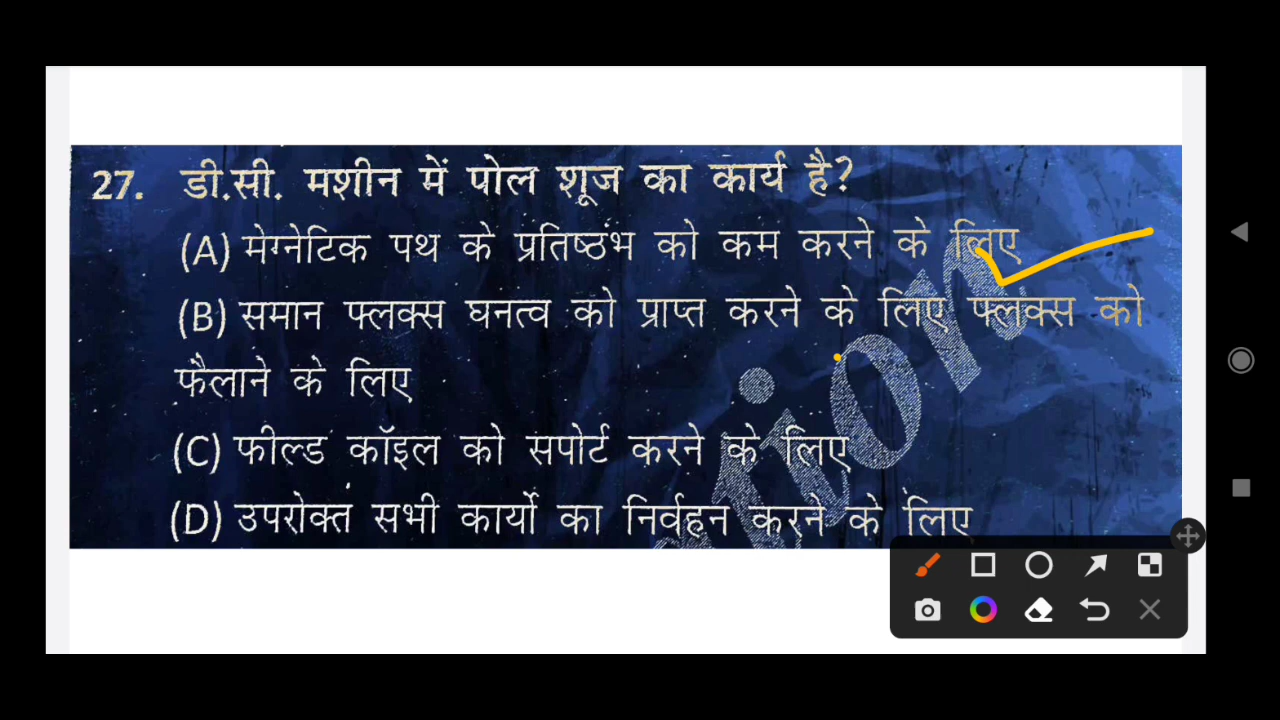 27. डी.सी. मशीन में पोल शूज का कार्य है?
(A) मेग्नेटिक पथ के प्रतिष्ठंभ को कम करने के लिए
(B) समान फ्लक्स घनत्व को प्राप्त करने के लिए फ्लक्स को
फैलाने के लिए
(C) फील्ड कॉइल को सपोर्ट करने के लिए
(D) उपरोक्त सभी कार्यो का निर्वहन करने के लिए